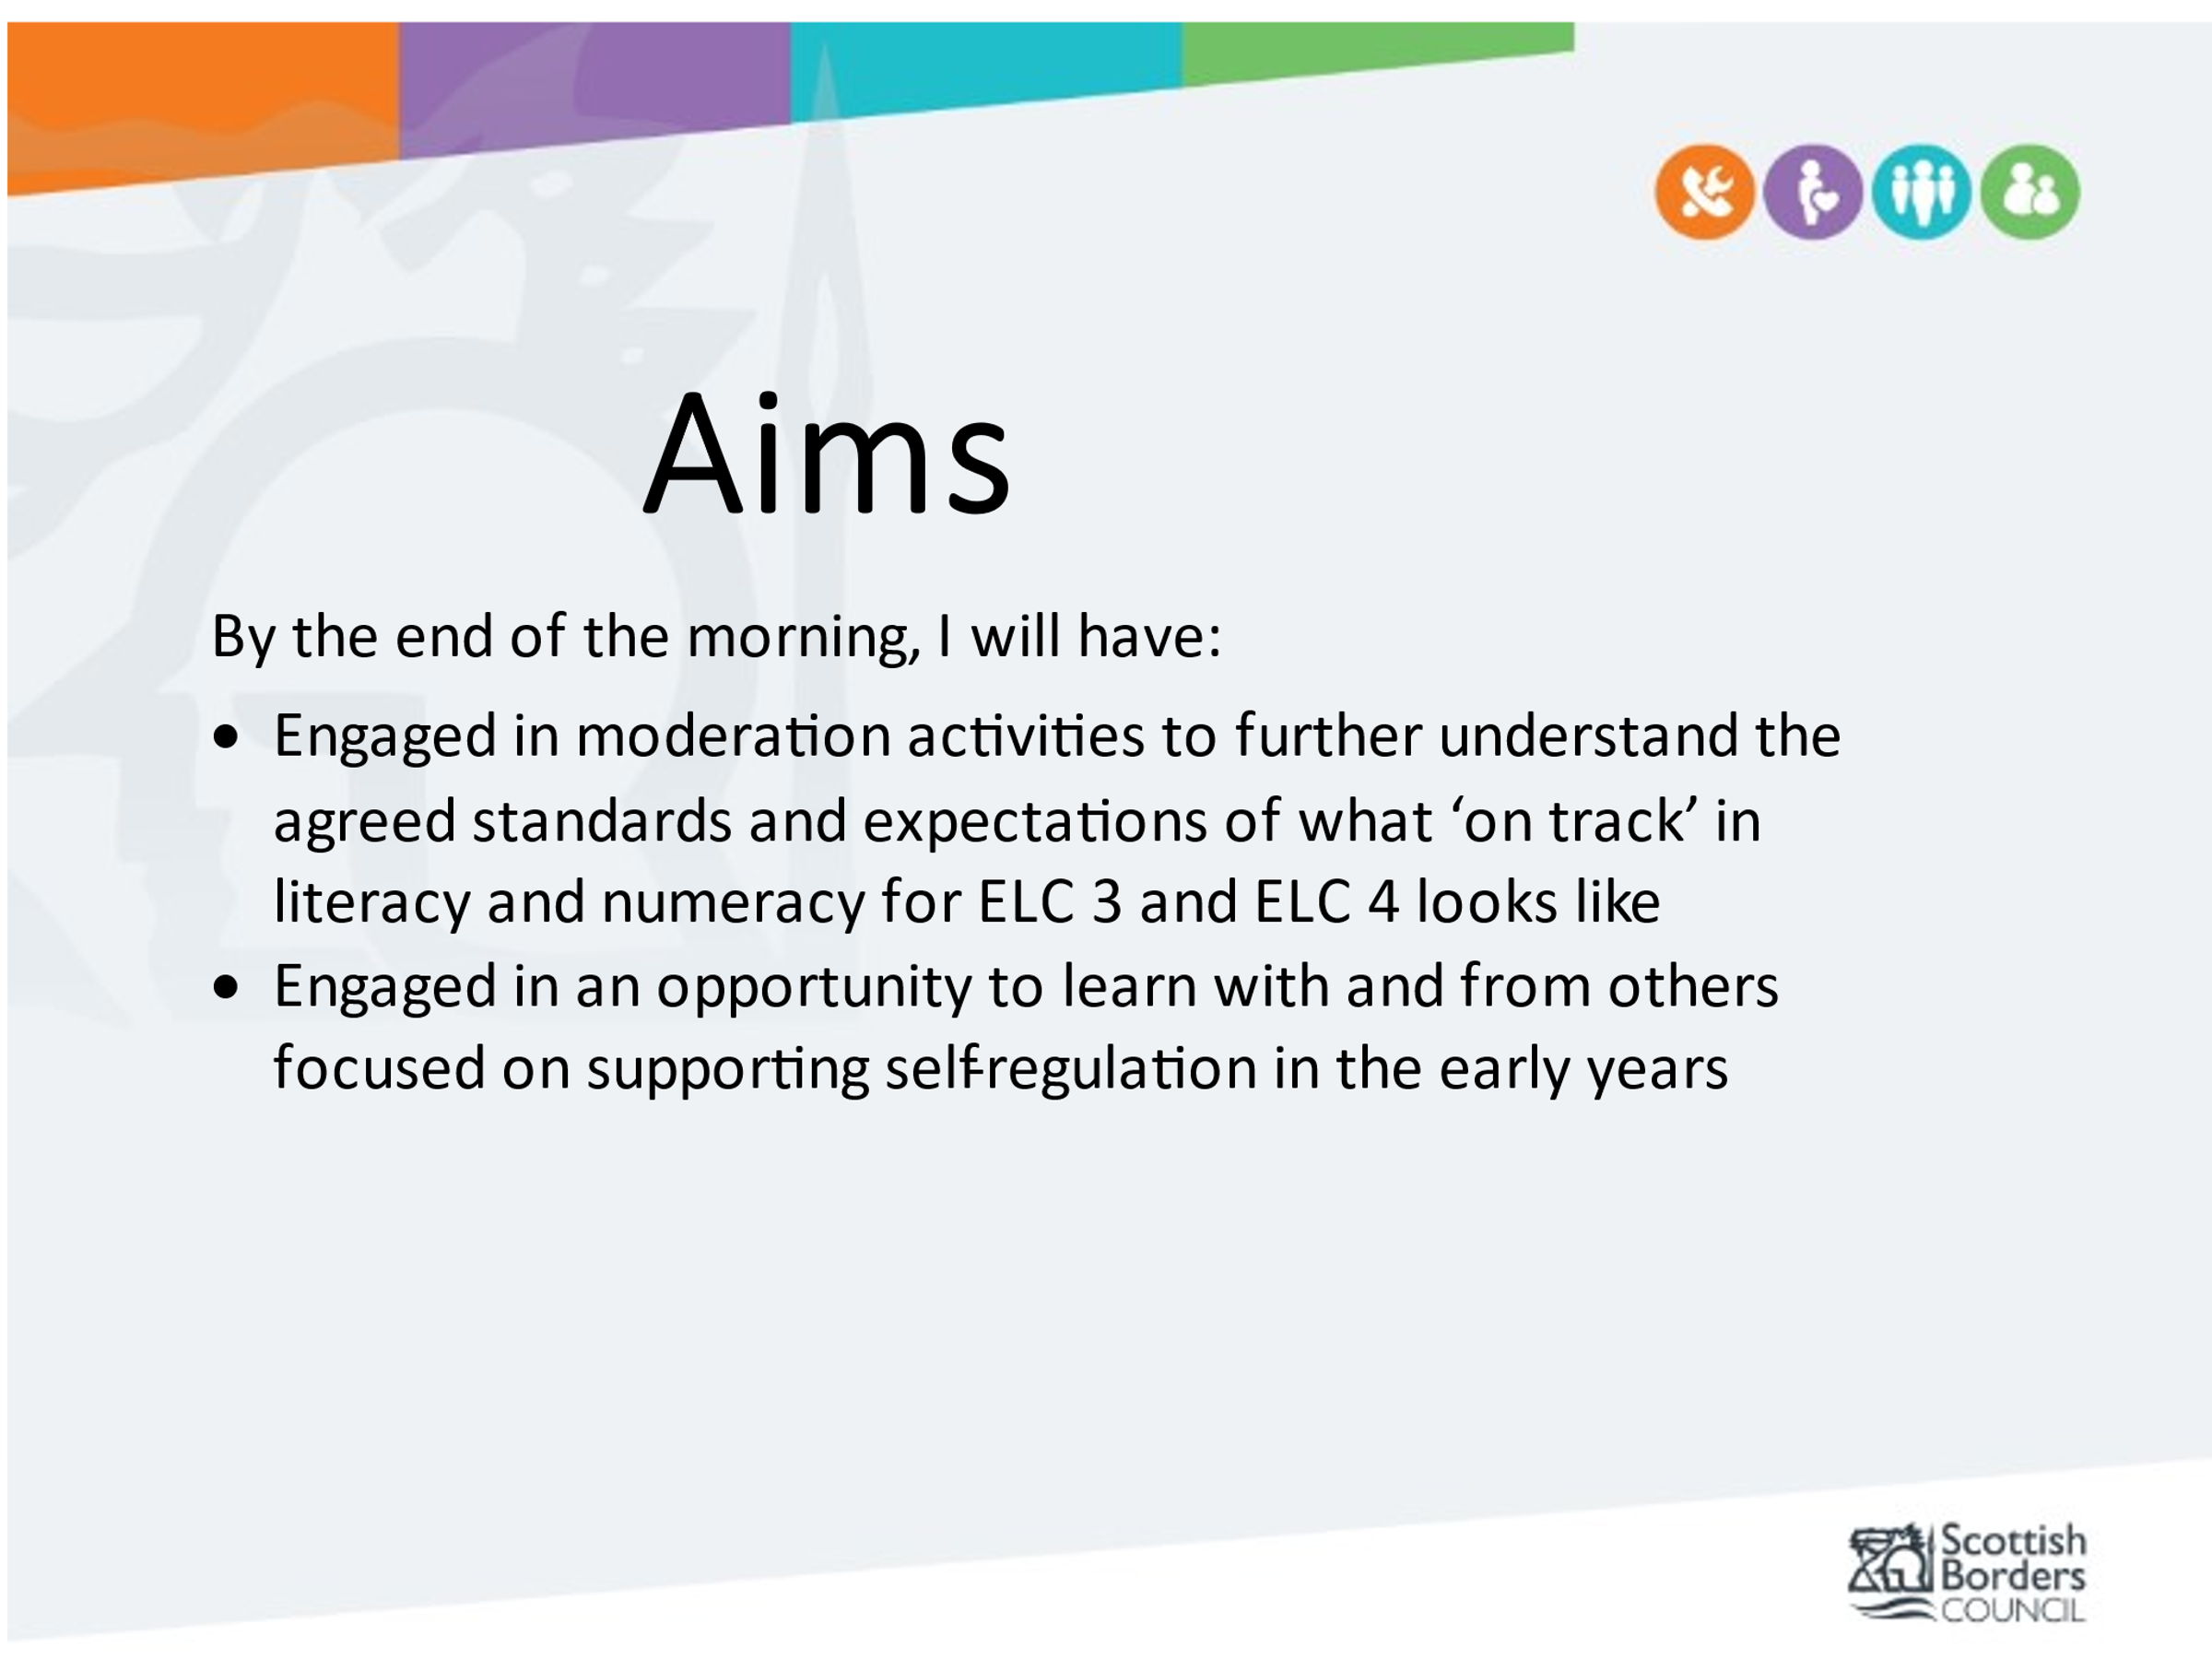 Aims
By the end of the morning, I will have:
• Engaged in moderation activities to further understand the
agreed standards and expectations of what ‘on track’ in
literacy and numeracy for ELC 3 and ELC 4 looks like
• Engaged in an opportunity to learn with and from others
focused on supporting self-regulation in the early years
Scottish
Borders
COUNCIL